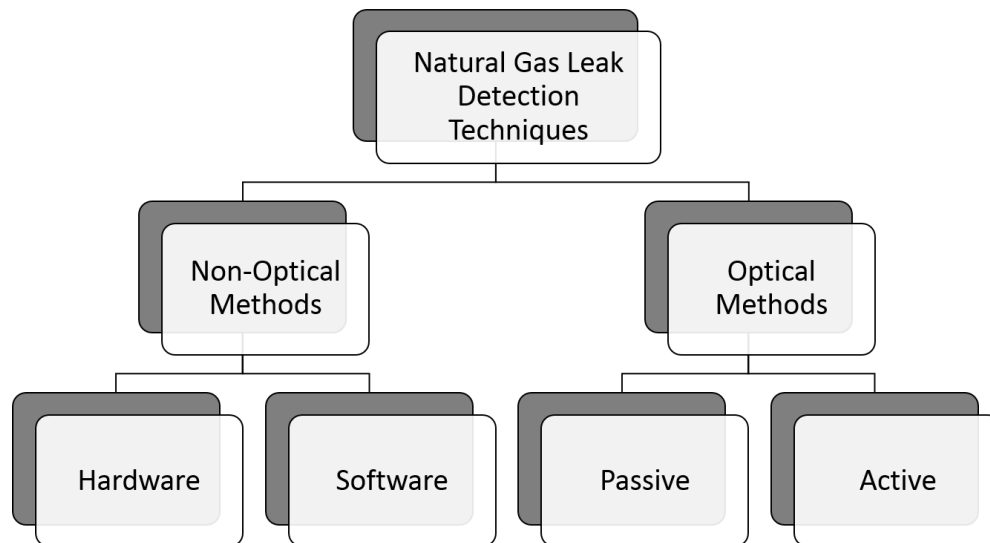 Natural Gas Leak
Detection
Techniques
Non-Optical
Methods
Optical
Methods
Hardware
Software
Passive
Active